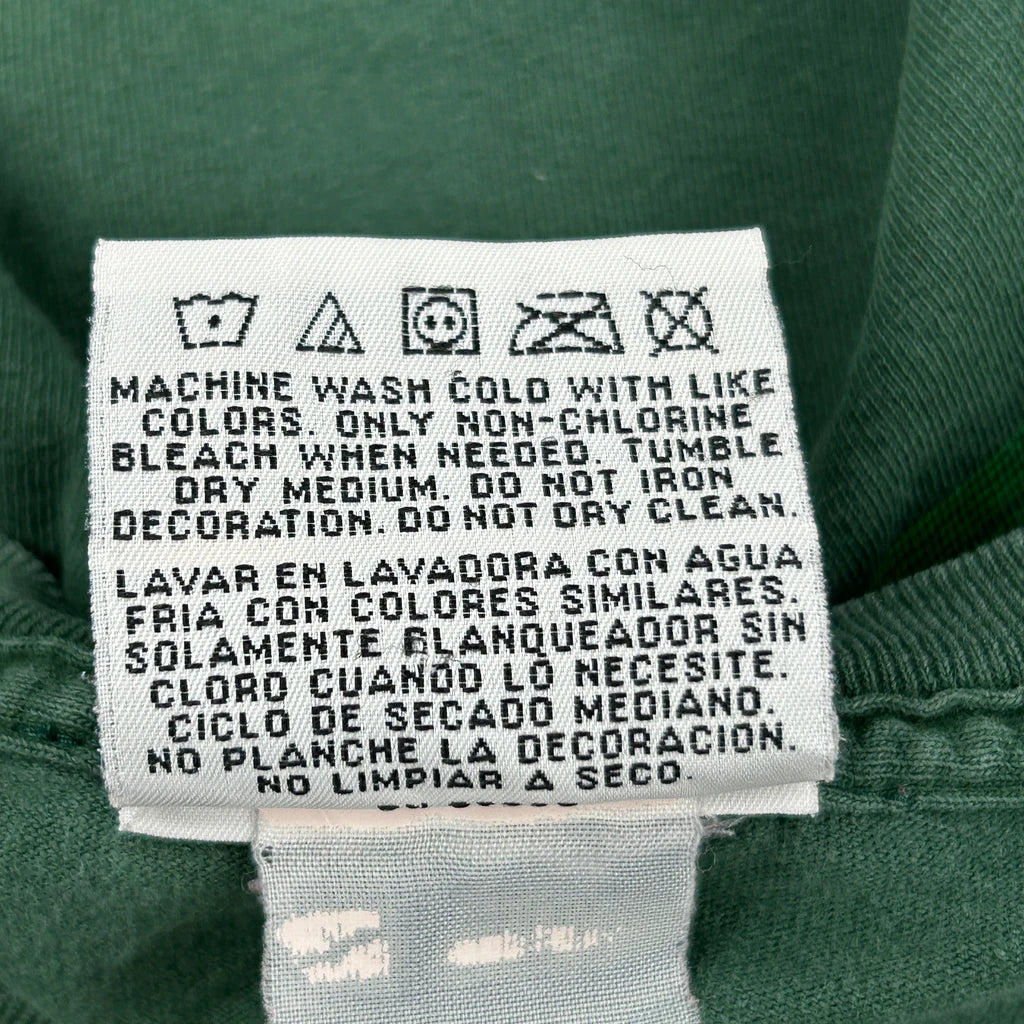 MACHINE WASH COLD WITH LIKE
COLORS. ONLY NON-CHLORINE
BLEACH WHEN NEEDED. TUMBLE
DRY MEDIUM. DO NOT IRON
DECORATION. DO NOT DRY CLEAN.
LAVAR EN LAVADORA CON AGUA
FRIA CON COLORES SIMILARES.
SOLAMENTE BLANQUEADOR SIN
CLORO CUANDO LO NECESITE.
CICLO DE SECADO MEDIANO.
NO PLANCHE LA DECORACION.
NO LIMPIAR A SECO.